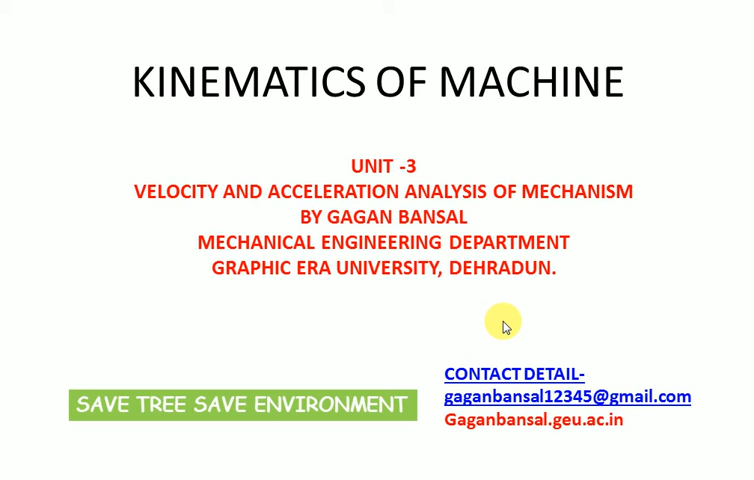 KINEMATICS OF MACHINE
UNIT -3
VELOCITY AND ACCELERATION ANALYSIS OF MECHANISM
BY GAGAN BANSAL
MECHANICAL ENGINEERING DEPARTMENT
GRAPHIC ERA UNIVERSITY, DEHRADUN.
CONTACT DETAIL-
gaganbansal12345@gmail.com
Gaganbansal.geu.ac.in
SAVE TREE SAVE ENVIRONMENT